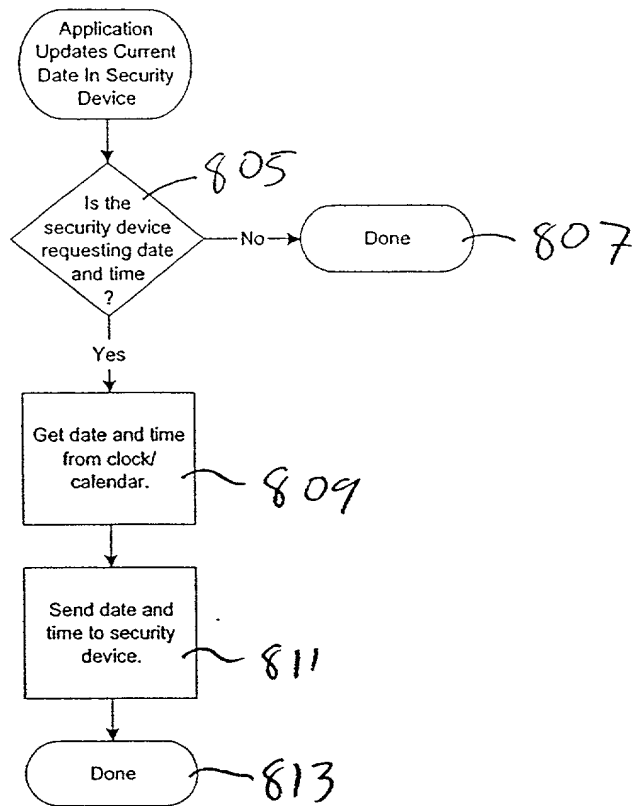 Application
Updates Current
Date In Security
Device
805
Is the
security device
requesting date
and time
?
No
Done
807
Yes
Get date and time
from clock/
calendar.
809
Send date and
time to security
device.
811
Done
813